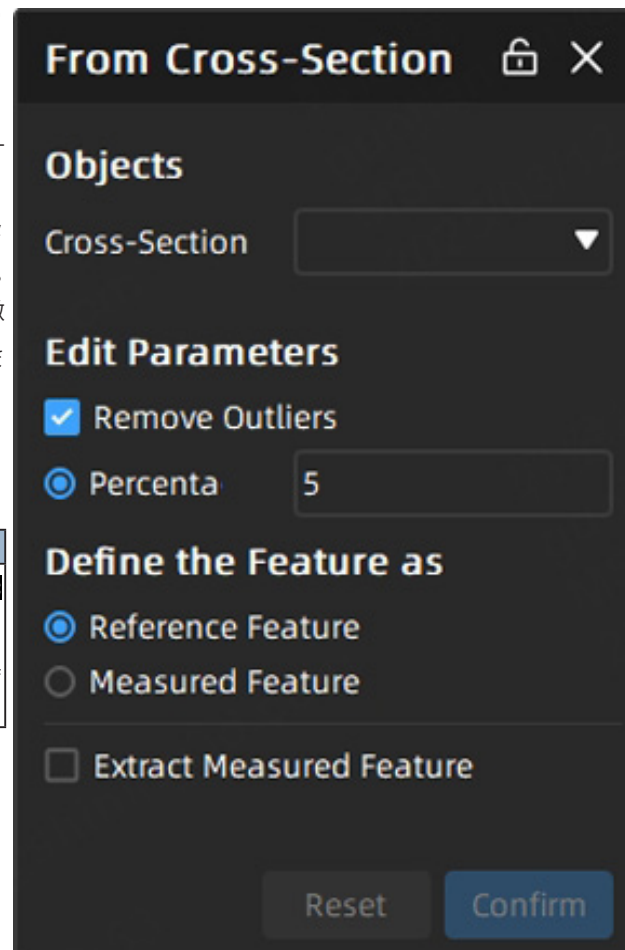 From Cross-Section
Objects
Cross-Section
Edit Parameters
Remove Outliers
Percenta 5
Define the Feature as
Reference Feature
Measured Feature
Extract Measured Feature
Reset Confirm